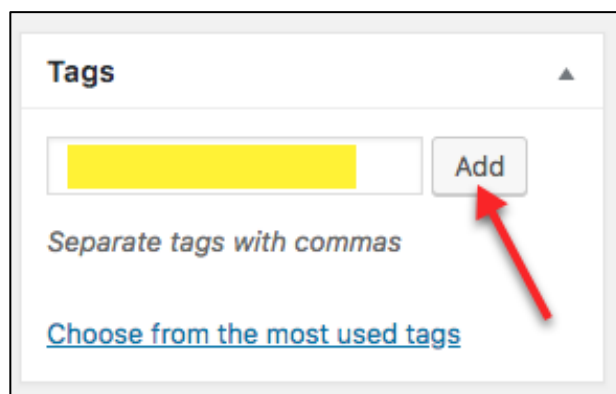 Tags
Add
Separate tags with commas
Choose from the most used tags